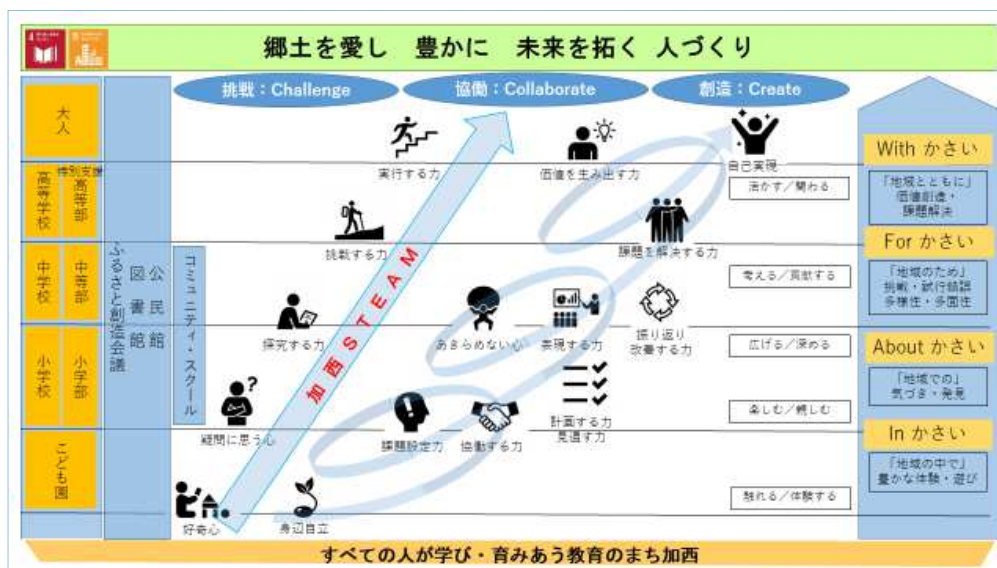 郷土を愛し 豊かに 未来を拓く 人づくり
挑戦：Challenge
協働：Collaborate
創造：Create
大人
特別支援
高等学校
高等部
中学校
中等部
小学校
小学部
こども園
ふるさと創造会議
図書館
公民館
コミュニティ・スクール
加西STEAM
実行する力
価値を生み出す力
自己実現
挑戦する力
課題を解決する力
探究する力
あきらめない心
表現する力
振り返り
改善する力
疑問に思う心
課題設定力
協働する力
計画する力
見通す力
好奇心
身辺自立
活かす／関わる
考える／貢献する
広げる／深める
楽しむ／親しむ
触れる／体験する
With かさい
「地域とともに」
価値創造・
課題解決
For かさい
「地域のため」
挑戦・試行錯誤
多様性・多面性
About かさい
「地域での」
気づき・発見
In かさい
「地域の中で」
豊かな体験・遊び
すべての人が学び・育みあう教育のまち加西